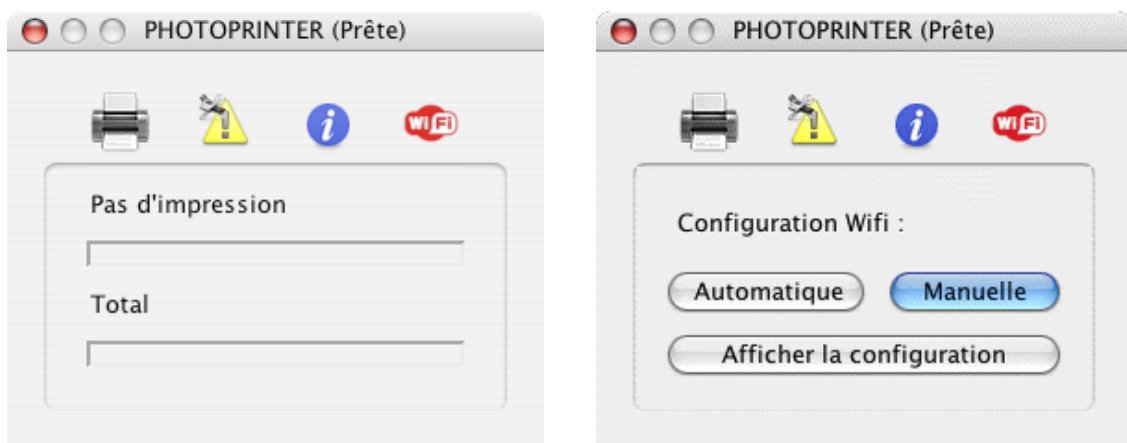 PHOTOPRINTER (Prête)
WiFi
Pas d'impression
Total
PHOTOPRINTER (Prête)
WiFi
Configuration Wifi :
Automatique
Manuelle
Afficher la configuration